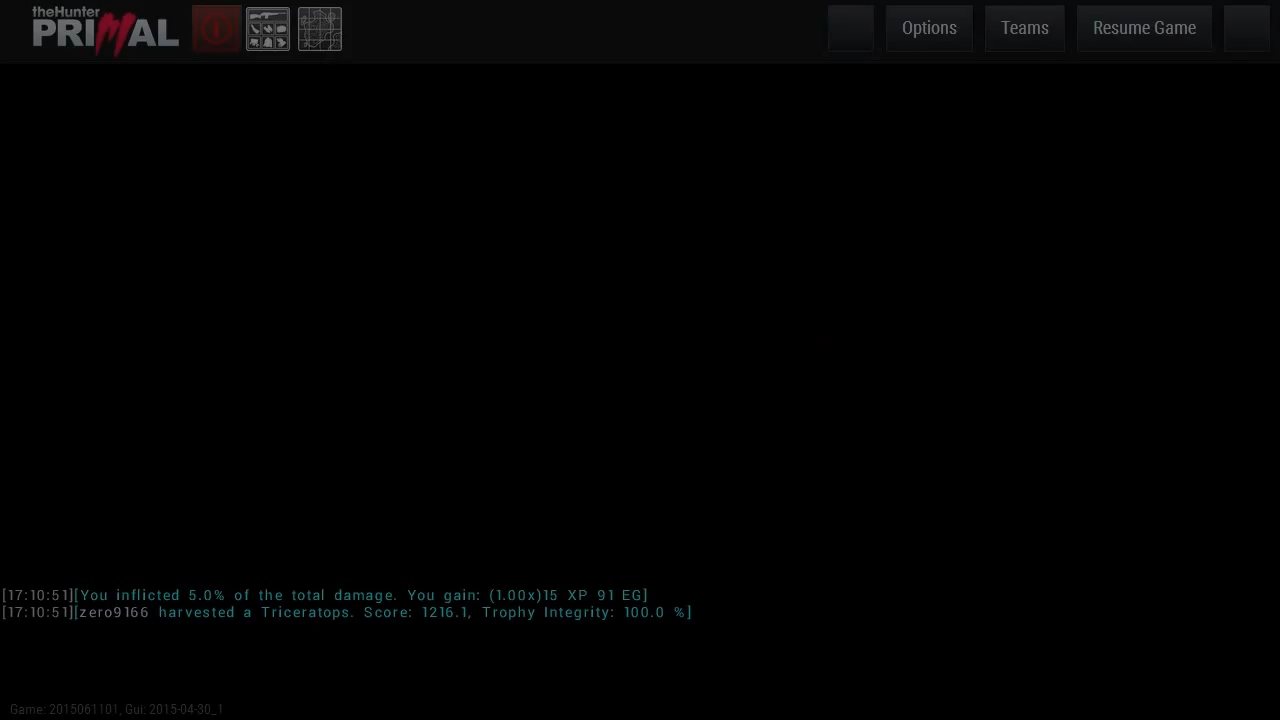 theHunter
PRIMAL
Options
Teams
Resume Game
[17:10:51][You inflicted 5.0% of the total damage. You gain: (1.00x)15 XP 91 EG]
[17:10:51][zero9166 harvested a Triceratops. Score: 1216.1, Trophy Integrity: 100.0 %]
Game: 2015061101, Gui: 2015-04-30_1